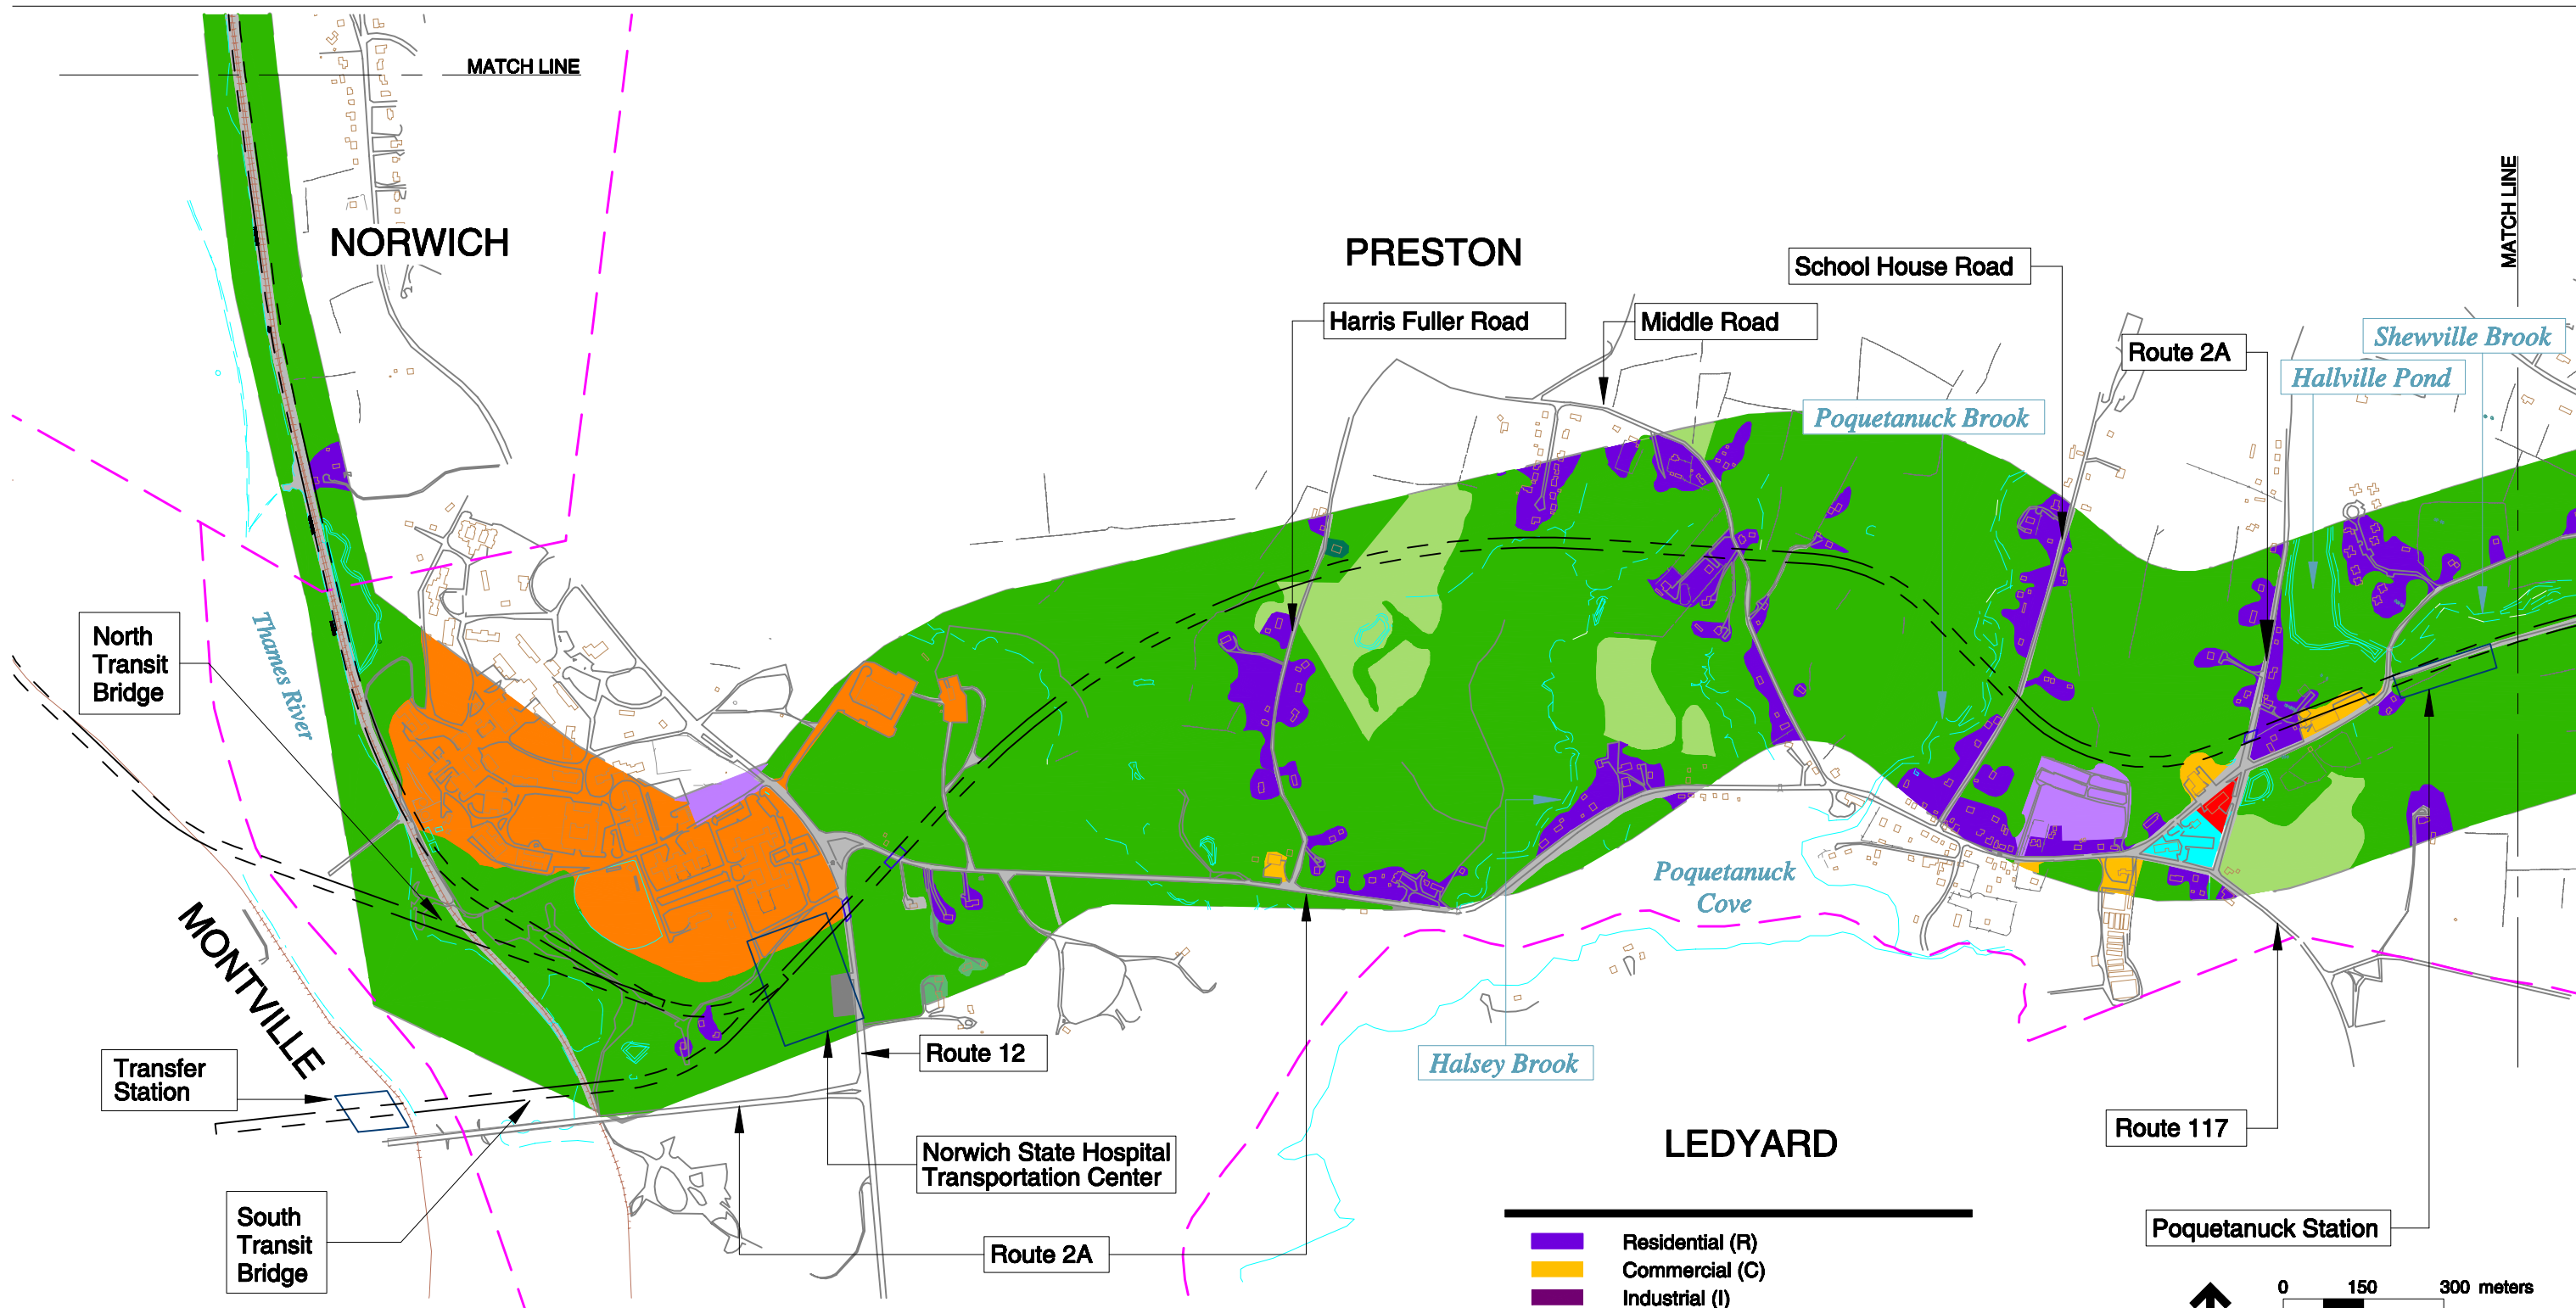 MATCH LINE
NORWICH
PRESTON
MATCH LINE
School House Road
Harris Fuller Road
Middle Road
Route 2A
Shewville Brook
Hallville Pond
Poquetanuck Brook
North
Transit
Bridge
Thames River
MONTVILLE
Poquetanuck
Cove
Transfer
Station
Route 12
Halsey Brook
Norwich State Hospital
Transportation Center
LEDYARD
Route 117
South
Transit
Bridge
Route 2A
Poquetanuck Station
Residential (R)
Commercial (C)
Industrial (I)
0 150 300 meters